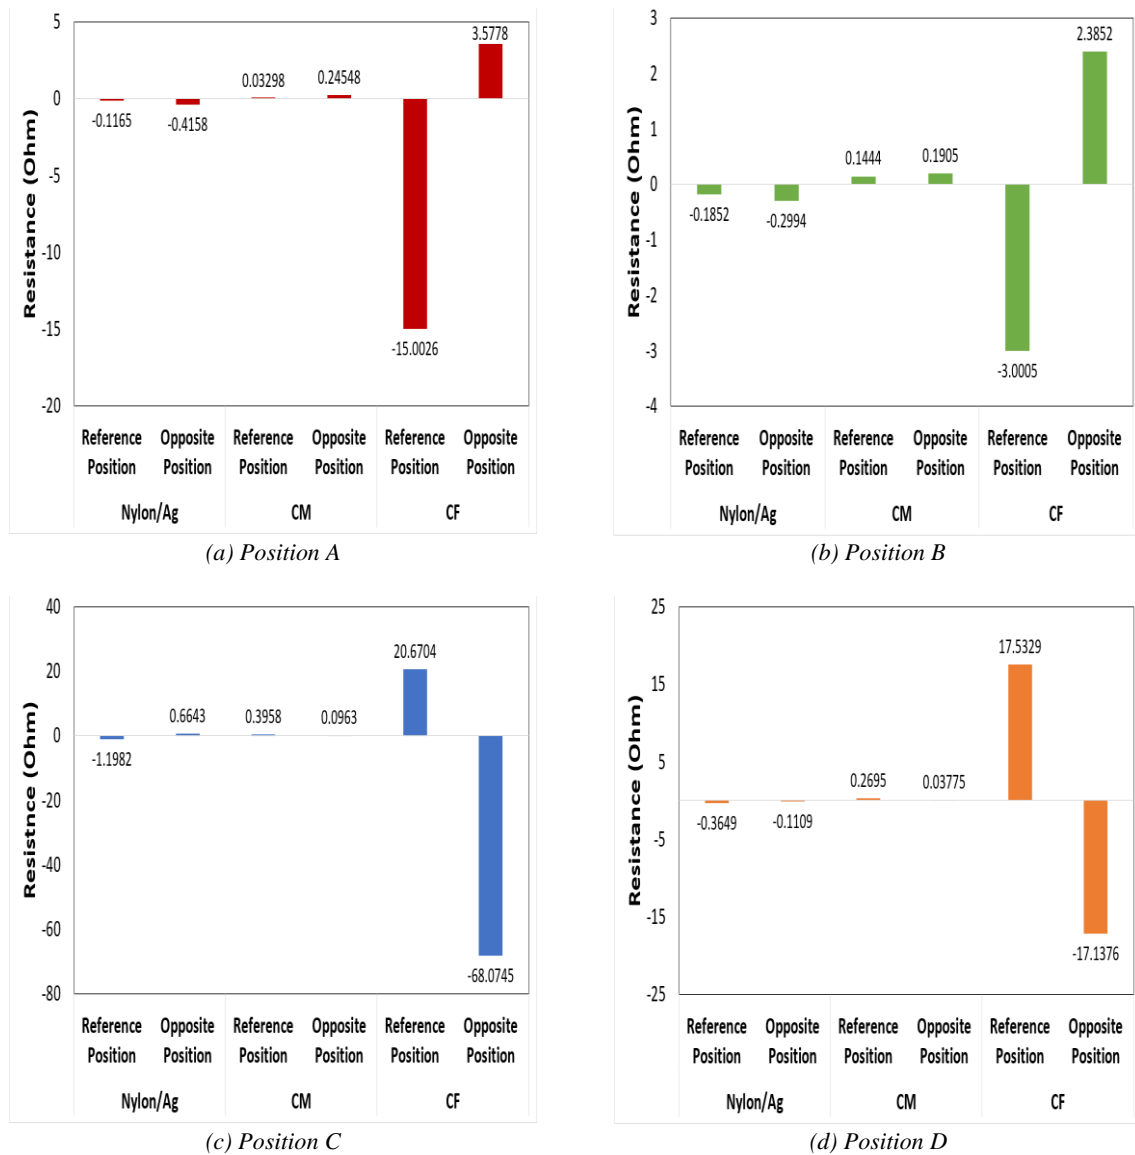 5
0
-5
-10
-15
-20
Resistance (Ohm)
-0.1165
-0.4158
0.03298
0.24548
-15.0026
3.5778
Reference Position
Opposite Position
Reference Position
Opposite Position
Reference Position
Opposite Position
Nylon/Ag
CM
CF
(a) Position A
3
2
1
0
-1
-2
-3
-4
Resistance (Ohm)
-0.1852
-0.2994
0.1444
0.1905
-3.0005
2.3852
Reference Position
Opposite Position
Reference Position
Opposite Position
Reference Position
Opposite Position
Nylon/Ag
CM
CF
(b) Position B
40
20
0
-20
-40
-60
-80
Resistnce (Ohm)
-1.1982
0.6643
0.3958
0.0963
20.6704
-68.0745
Reference Position
Opposite Position
Reference Position
Opposite Position
Reference Position
Opposite Position
Nylon/Ag
CM
CF
(c) Position C
25
15
5
-5
-15
-25
Resistance (Ohm)
-0.3649
-0.1109
0.2695
0.03775
17.5329
-17.1376
Reference Position
Opposite Position
Reference Position
Opposite Position
Reference Position
Opposite Position
Nylon/Ag
CM
CF
(d) Position D